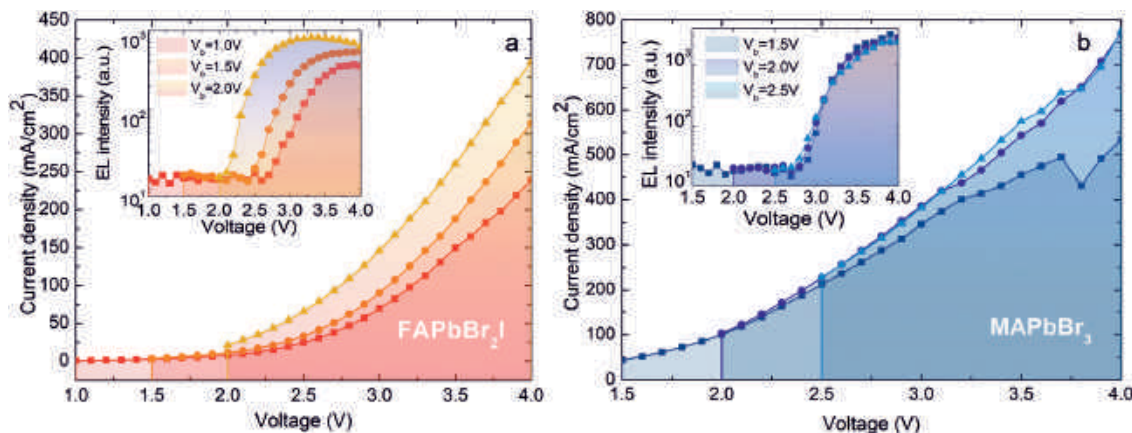 450
400
350
300
250
200
150
100
50
0
Current density (mA/cm²)
1.0 1.5 2.0 2.5 3.0 3.5 4.0
Voltage (V)
a
FAPbBr₂I
EL intensity (a.u.)
10³
10²
10¹
V_b=1.0V
V_b=1.5V
V_b=2.0V
1.0 1.5 2.0 2.5 3.0 3.5 4.0
Voltage (V)
800
700
600
500
400
300
200
100
0
Current density (mA/cm²)
1.5 2.0 2.5 3.0 3.5 4.0
Voltage (V)
b
MAPbBr₃
EL intensity (a.u.)
10³
10²
10¹
V_b=1.5V
V_b=2.0V
V_b=2.5V
1.0 1.5 2.0 2.5 3.0 3.5 4.0
Voltage (V)